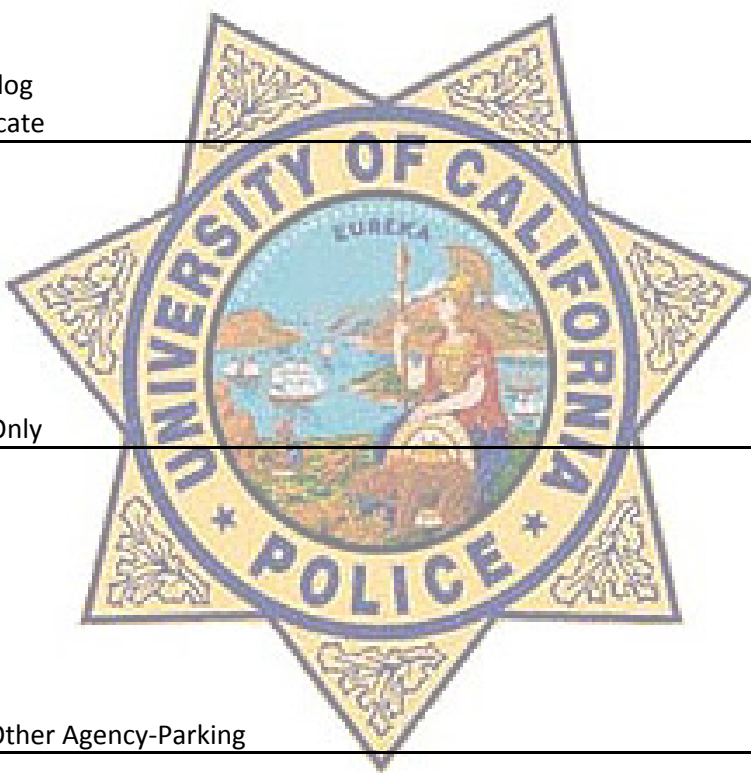 log
cate
UNIVERSITY OF CALIFORNIA
EUREKA
Only
POLICE
Other Agency-Parking